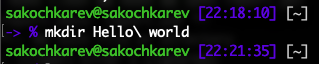 sakochkarev@sakochkarev [22:18:10] [~]
-> % mkdir Hello\ world
sakochkarev@sakochkarev [22:21:35] [~]